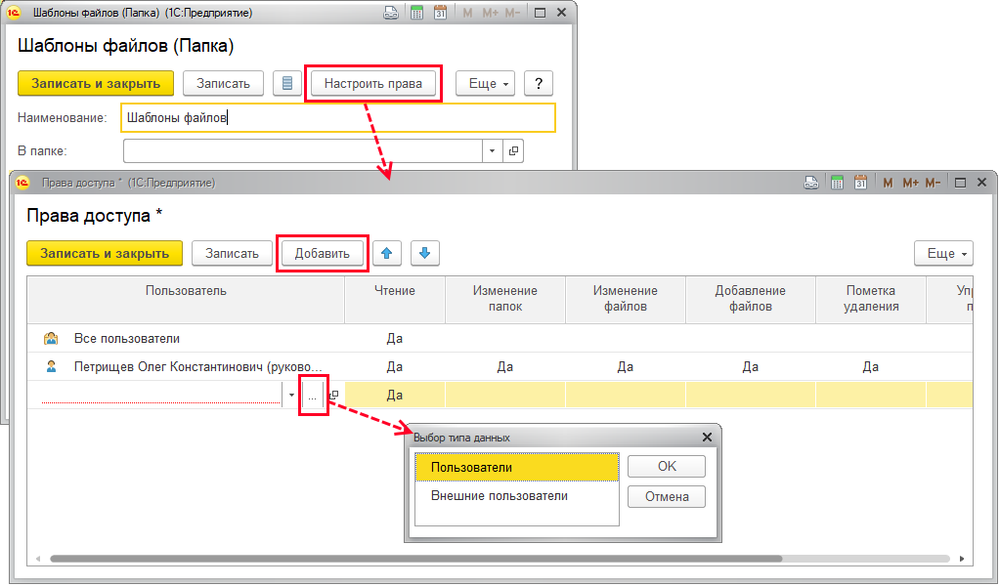 Шаблоны файлов (Папка) (1С:Предприятие)
M M+ M-
Шаблоны файлов (Папка)
Записать и закрыть Записать Настроить права Еще ?
Наименование: Шаблоны файлов
В папке:
Права доступа * (1С:Предприятие)
M M+ M-
Права доступа *
Записать и закрыть Записать Добавить Еще
Пользователь Чтение Изменение папок Изменение файлов Добавление файлов Пометка удаления
Все пользователи Да
Петрищев Олег Константинович (руково... Да Да Да Да Да
... Да
Выбор типа данных
Пользователи OK
Внешние пользователи Отмена